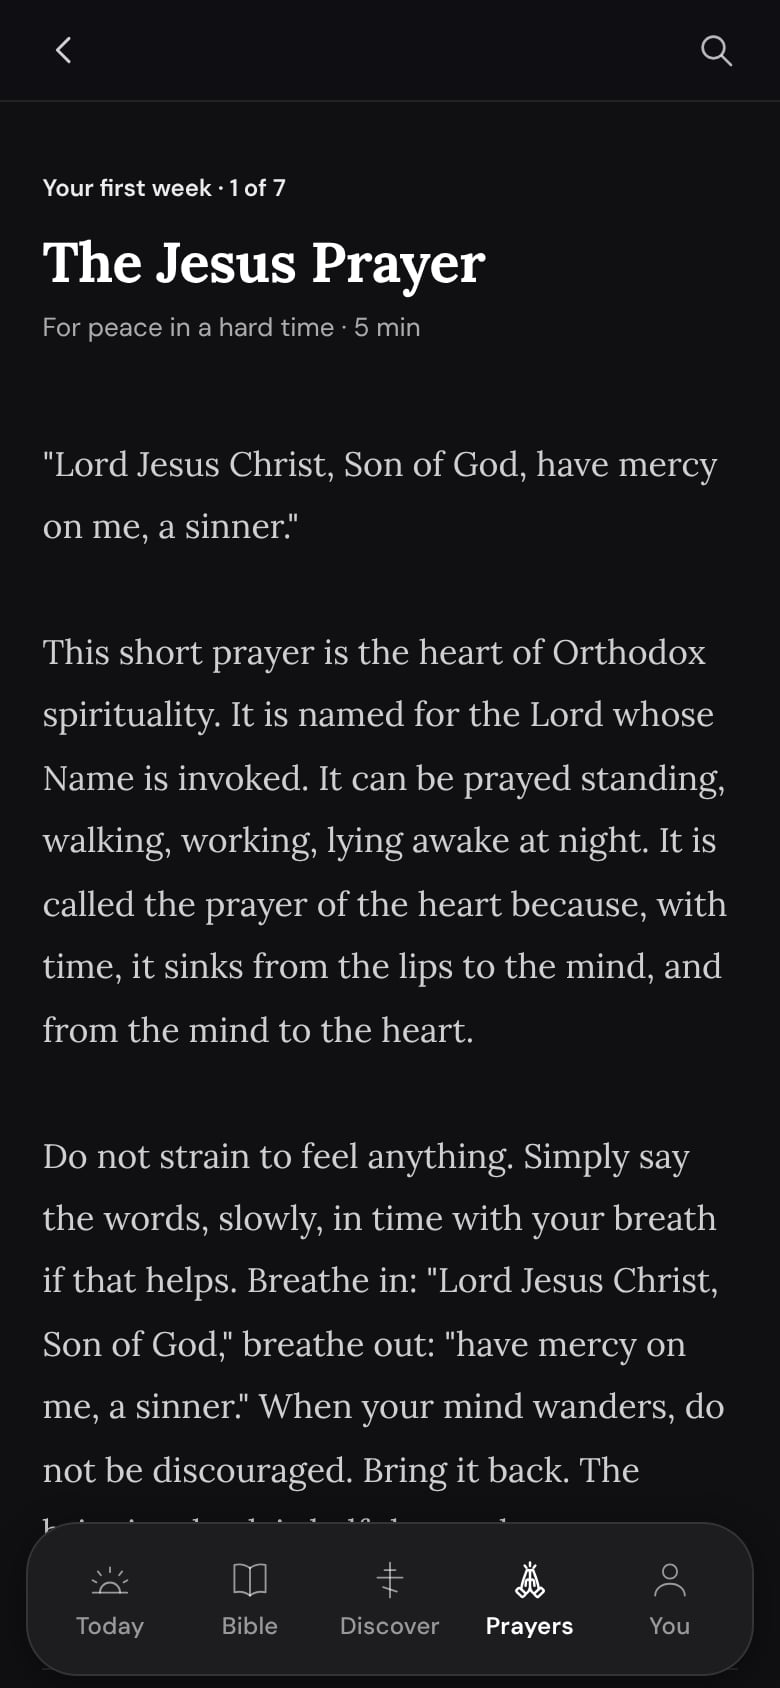 Your first week · 1 of 7
The Jesus Prayer
For peace in a hard time · 5 min
"Lord Jesus Christ, Son of God, have mercy
on me, a sinner."
This short prayer is the heart of Orthodox
spirituality. It is named for the Lord whose
Name is invoked. It can be prayed standing,
walking, working, lying awake at night. It is
called the prayer of the heart because, with
time, it sinks from the lips to the mind, and
from the mind to the heart.
Do not strain to feel anything. Simply say
the words, slowly, in time with your breath
if that helps. Breathe in: "Lord Jesus Christ,
Son of God," breathe out: "have mercy on
me, a sinner." When your mind wanders, do
not be discouraged. Bring it back. The
Today
Bible
Discover
Prayers
You